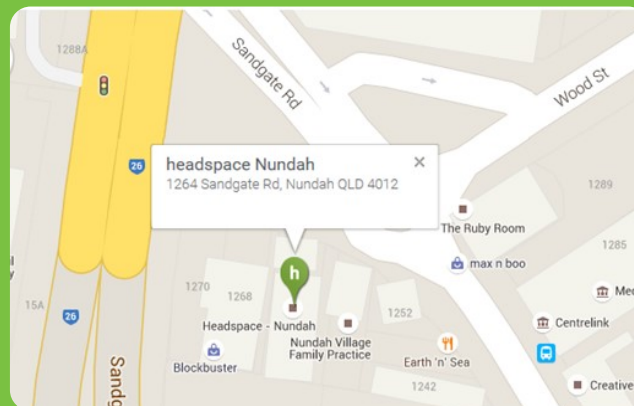 1288A
Sandgate Rd
Wood St
26
headspace Nundah
1264 Sandgate Rd, Nundah QLD 4012
1289
The Ruby Room
max n boo
1285
h
1270
1268
15A
26
Headspace - Nundah
Nundah Village
Family Practice
1252
Centrelink
Blockbuster
Earth 'n' Sea
1242
Creative